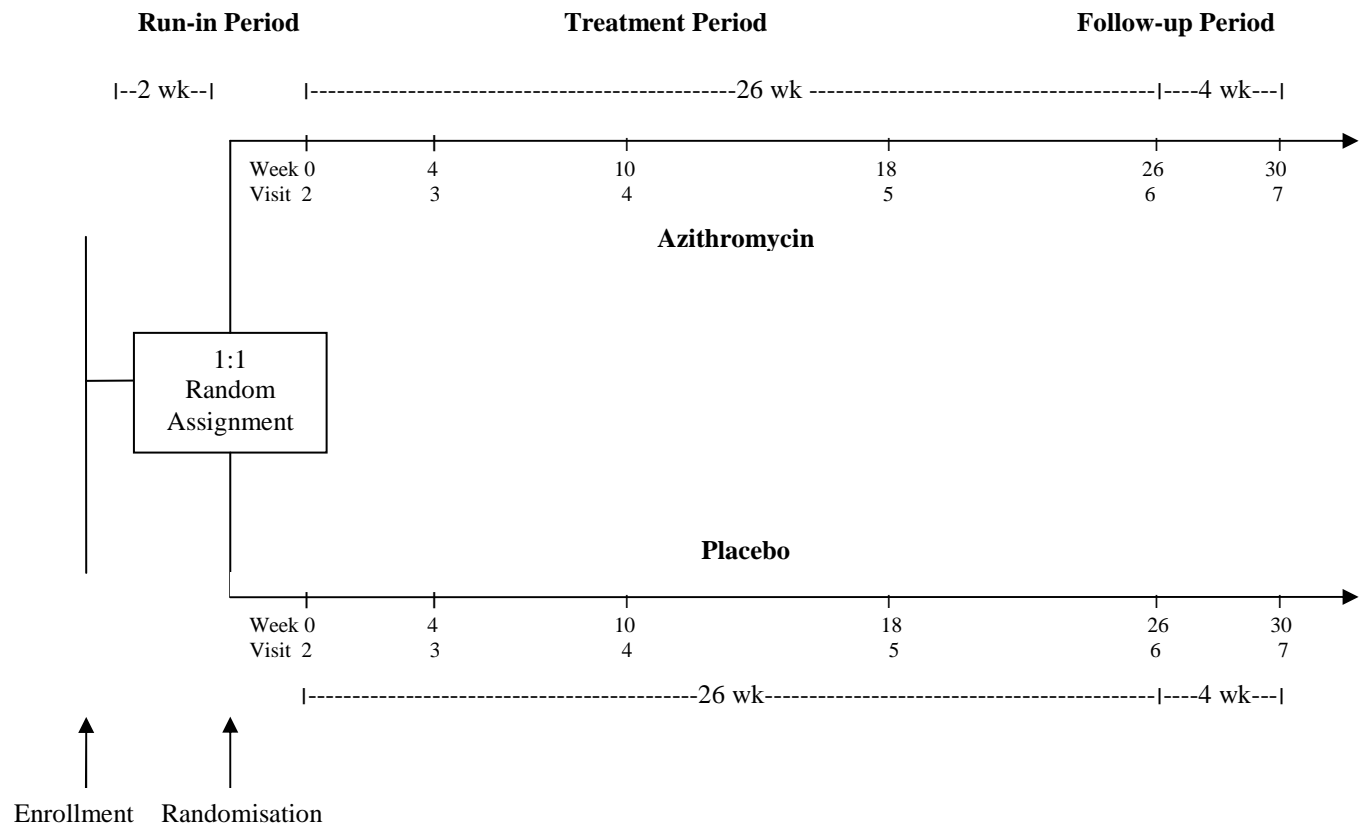 Run-in Period Treatment Period Follow-up Period
|--2 wk--| |------------------------------------------------26 wk ----------------------------------------|----4 wk---|
Week 0 4 10 18 26 30
Visit 2 3 4 5 6 7
Azithromycin
1:1
Random
Assignment
Placebo
Week 0 4 10 18 26 30
Visit 2 3 4 5 6 7
|--------------------------------------------26 wk---------------------------------------------|----4 wk---|
Enrollment Randomisation